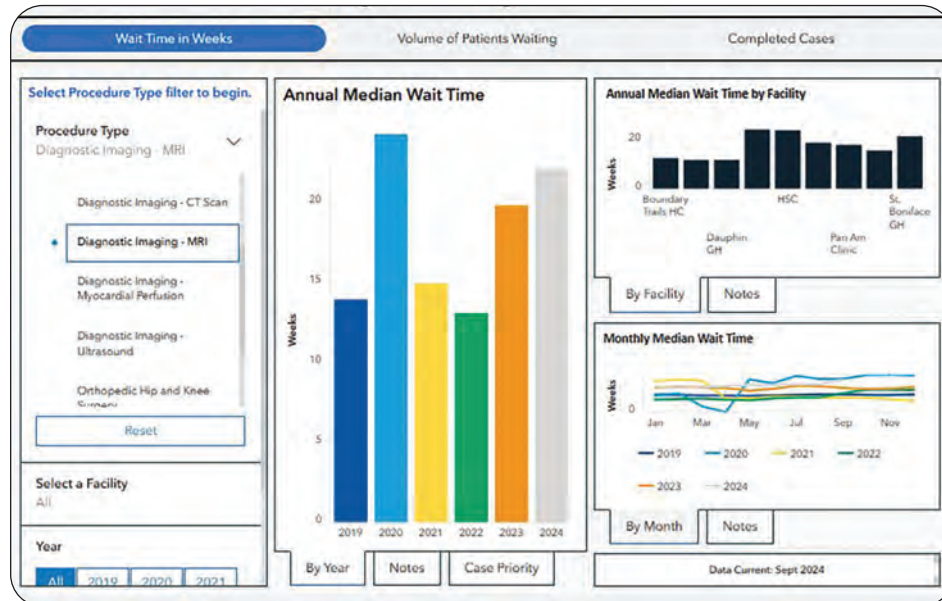 Wait Time in Weeks
Volume of Patients Waiting
Completed Cases
Select Procedure Type filter to begin.
Procedure Type
Diagnostic Imaging - MRI
Diagnostic Imaging - CT Scan
Diagnostic Imaging - MRI
Diagnostic Imaging -
Myocardial Perfusion
Diagnostic Imaging -
Ultrasound
Orthopedic Hip and Knee
Surgery
Reset
Select a Facility
All
Year
All 2019 2020 2021
Annual Median Wait Time
Weeks
20
15
10
5
0
2019 2020 2021 2022 2023 2024
By Year
Notes
Case Priority
Annual Median Wait Time by Facility
Weeks
20
0
Boundary
Trails HC
Dauphin
GH
HSC
Pan Am
Clinic
St.
Boniface
GH
By Facility
Notes
Monthly Median Wait Time
Weeks
0
Jan Mar May Jul Sep Nov
2019 2020 2021 2022
2023 2024
By Month
Notes
Data Current: Sept 2024